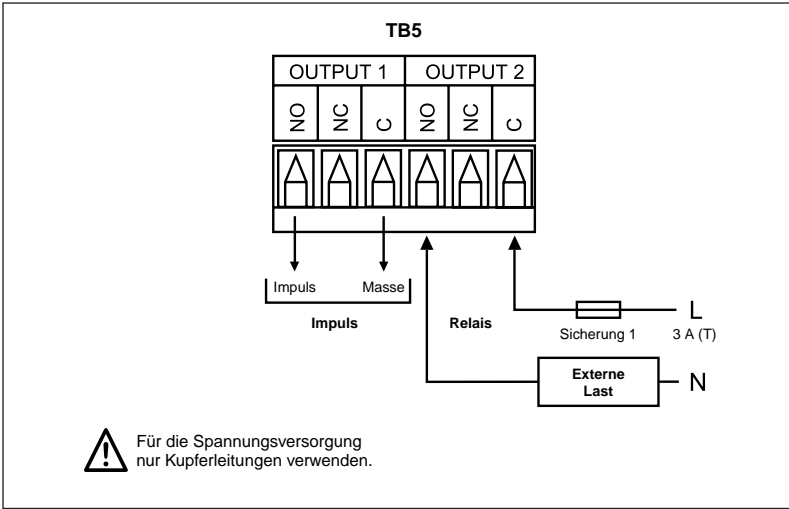 TB5
OUTPUT 1 OUTPUT 2
NO NC C NO NC C
Impuls Masse
Impuls Relais
L
Sicherung 1 3 A (T)
Externe
Last
N
Für die Spannungsversorgung
nur Kupferleitungen verwenden.